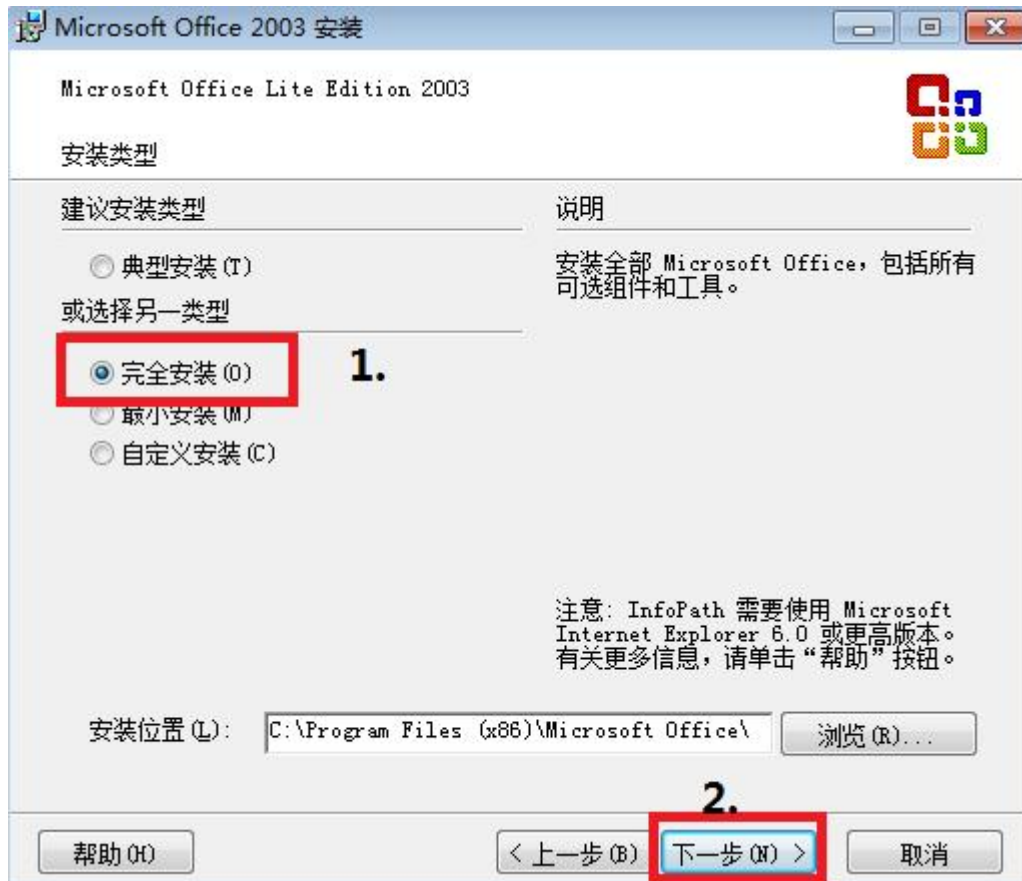 Microsoft Office 2003 安装
Microsoft Office Lite Edition 2003
安装类型
建议安装类型
典型安装(T)
或选择另一类型
完全安装(O)
1.
最小安装(M)
自定义安装(C)
说明
安装全部 Microsoft Office，包括所有
可选组件和工具。
注意: InfoPath 需要使用 Microsoft
Internet Explorer 6.0 或更高版本。
有关更多信息，请单击“帮助”按钮。
安装位置(L):
C:\Program Files (x86)\Microsoft Office\
浏览(R)...
2.
帮助(H)
< 上一步(B)
下一步(N) >
取消